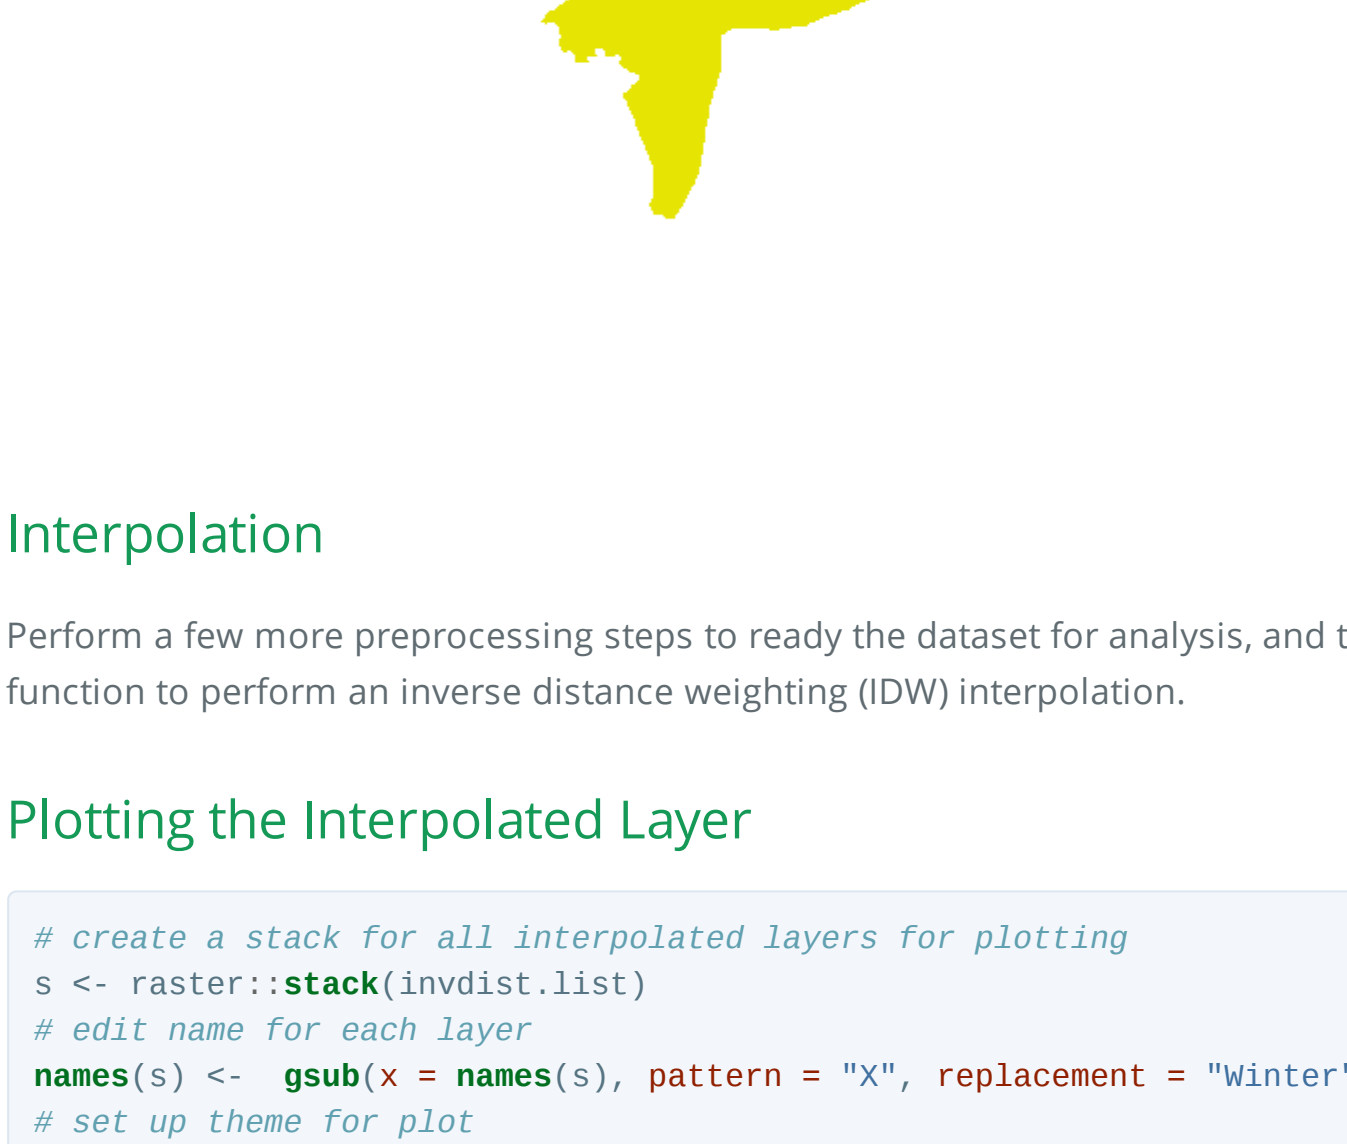 Interpolation
Perform a few more preprocessing steps to ready the dataset for analysis, and
function to perform an inverse distance weighting (IDW) interpolation.
Plotting the Interpolated Layer
# create a stack for all interpolated layers for plotting
s <- raster::stack(invdist.list)
# edit name for each layer
names(s) <-  gsub(x = names(s), pattern = "X", replacement = "Winter"
# set up theme for plot